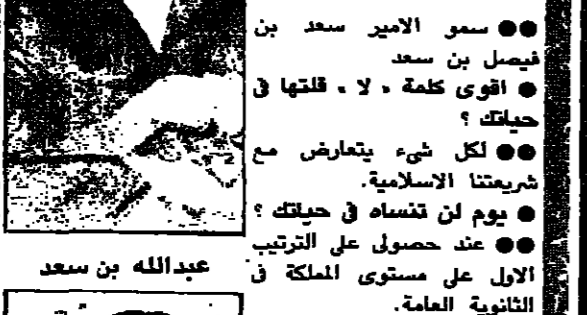 ●● سمو الامير سعد بن
فيصل بن سعد
● اقوى كلمة « لا » قلتها في
حياتك ؟
●● لكل شيء يتعارض مع
شريعتنا الاسلامية.
● يوم لن تنساه في حياتك ؟
●● عند حصولى على الترتيب
الاول على مستوى المملكة في
الثانوية العامة.
عبدالله بن سعد